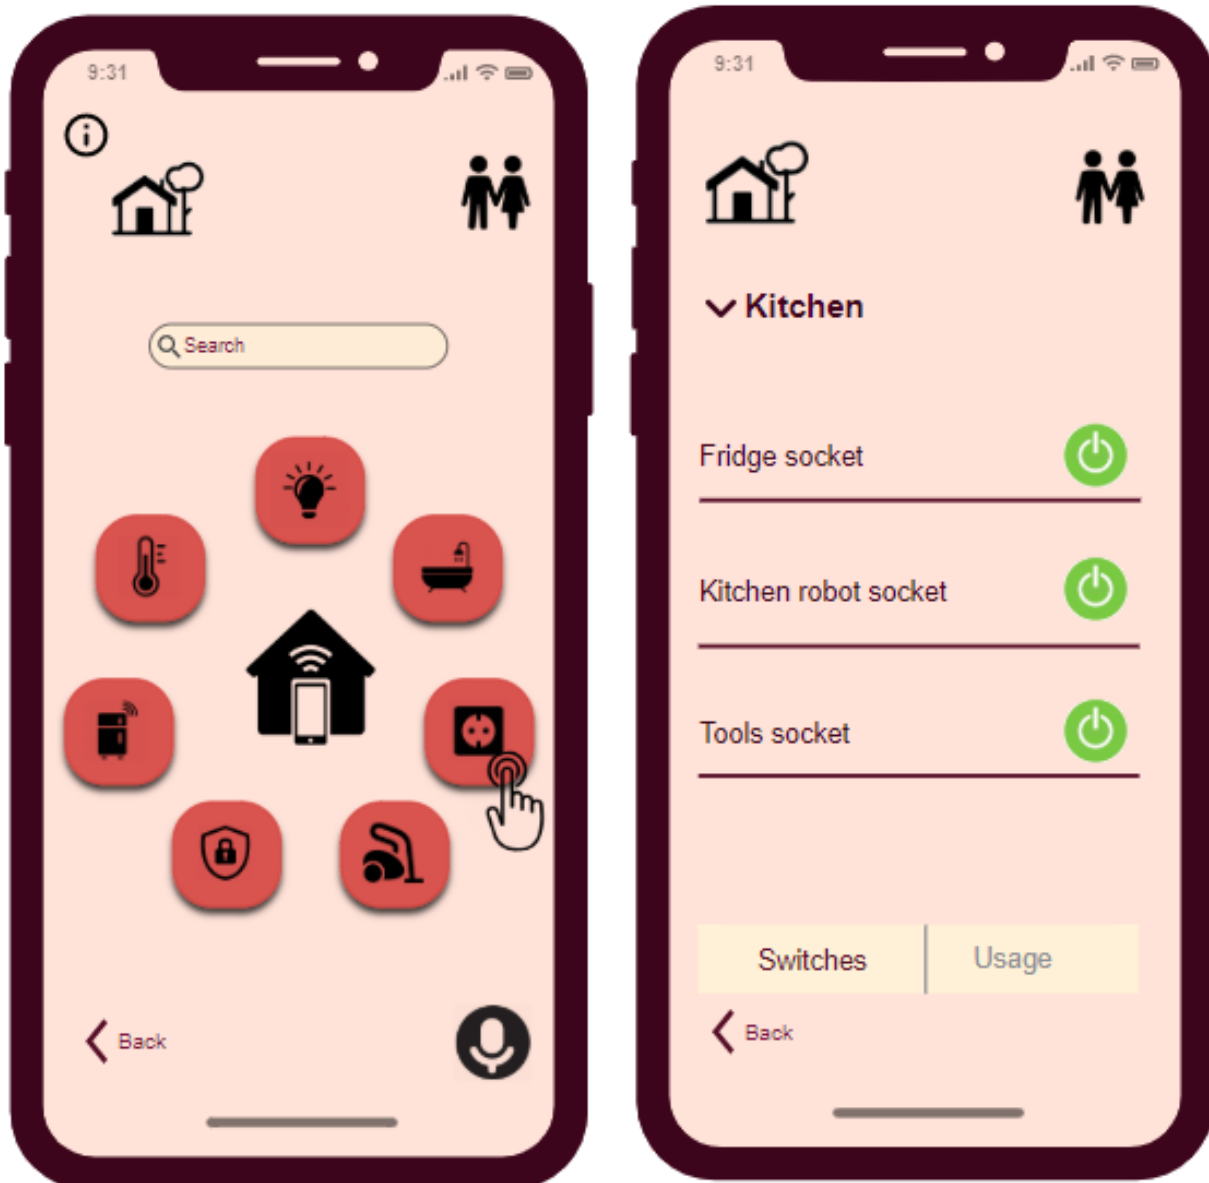 9:31
Search
Back
9:31
Kitchen
Fridge socket
Kitchen robot socket
Tools socket
Switches
Usage
Back